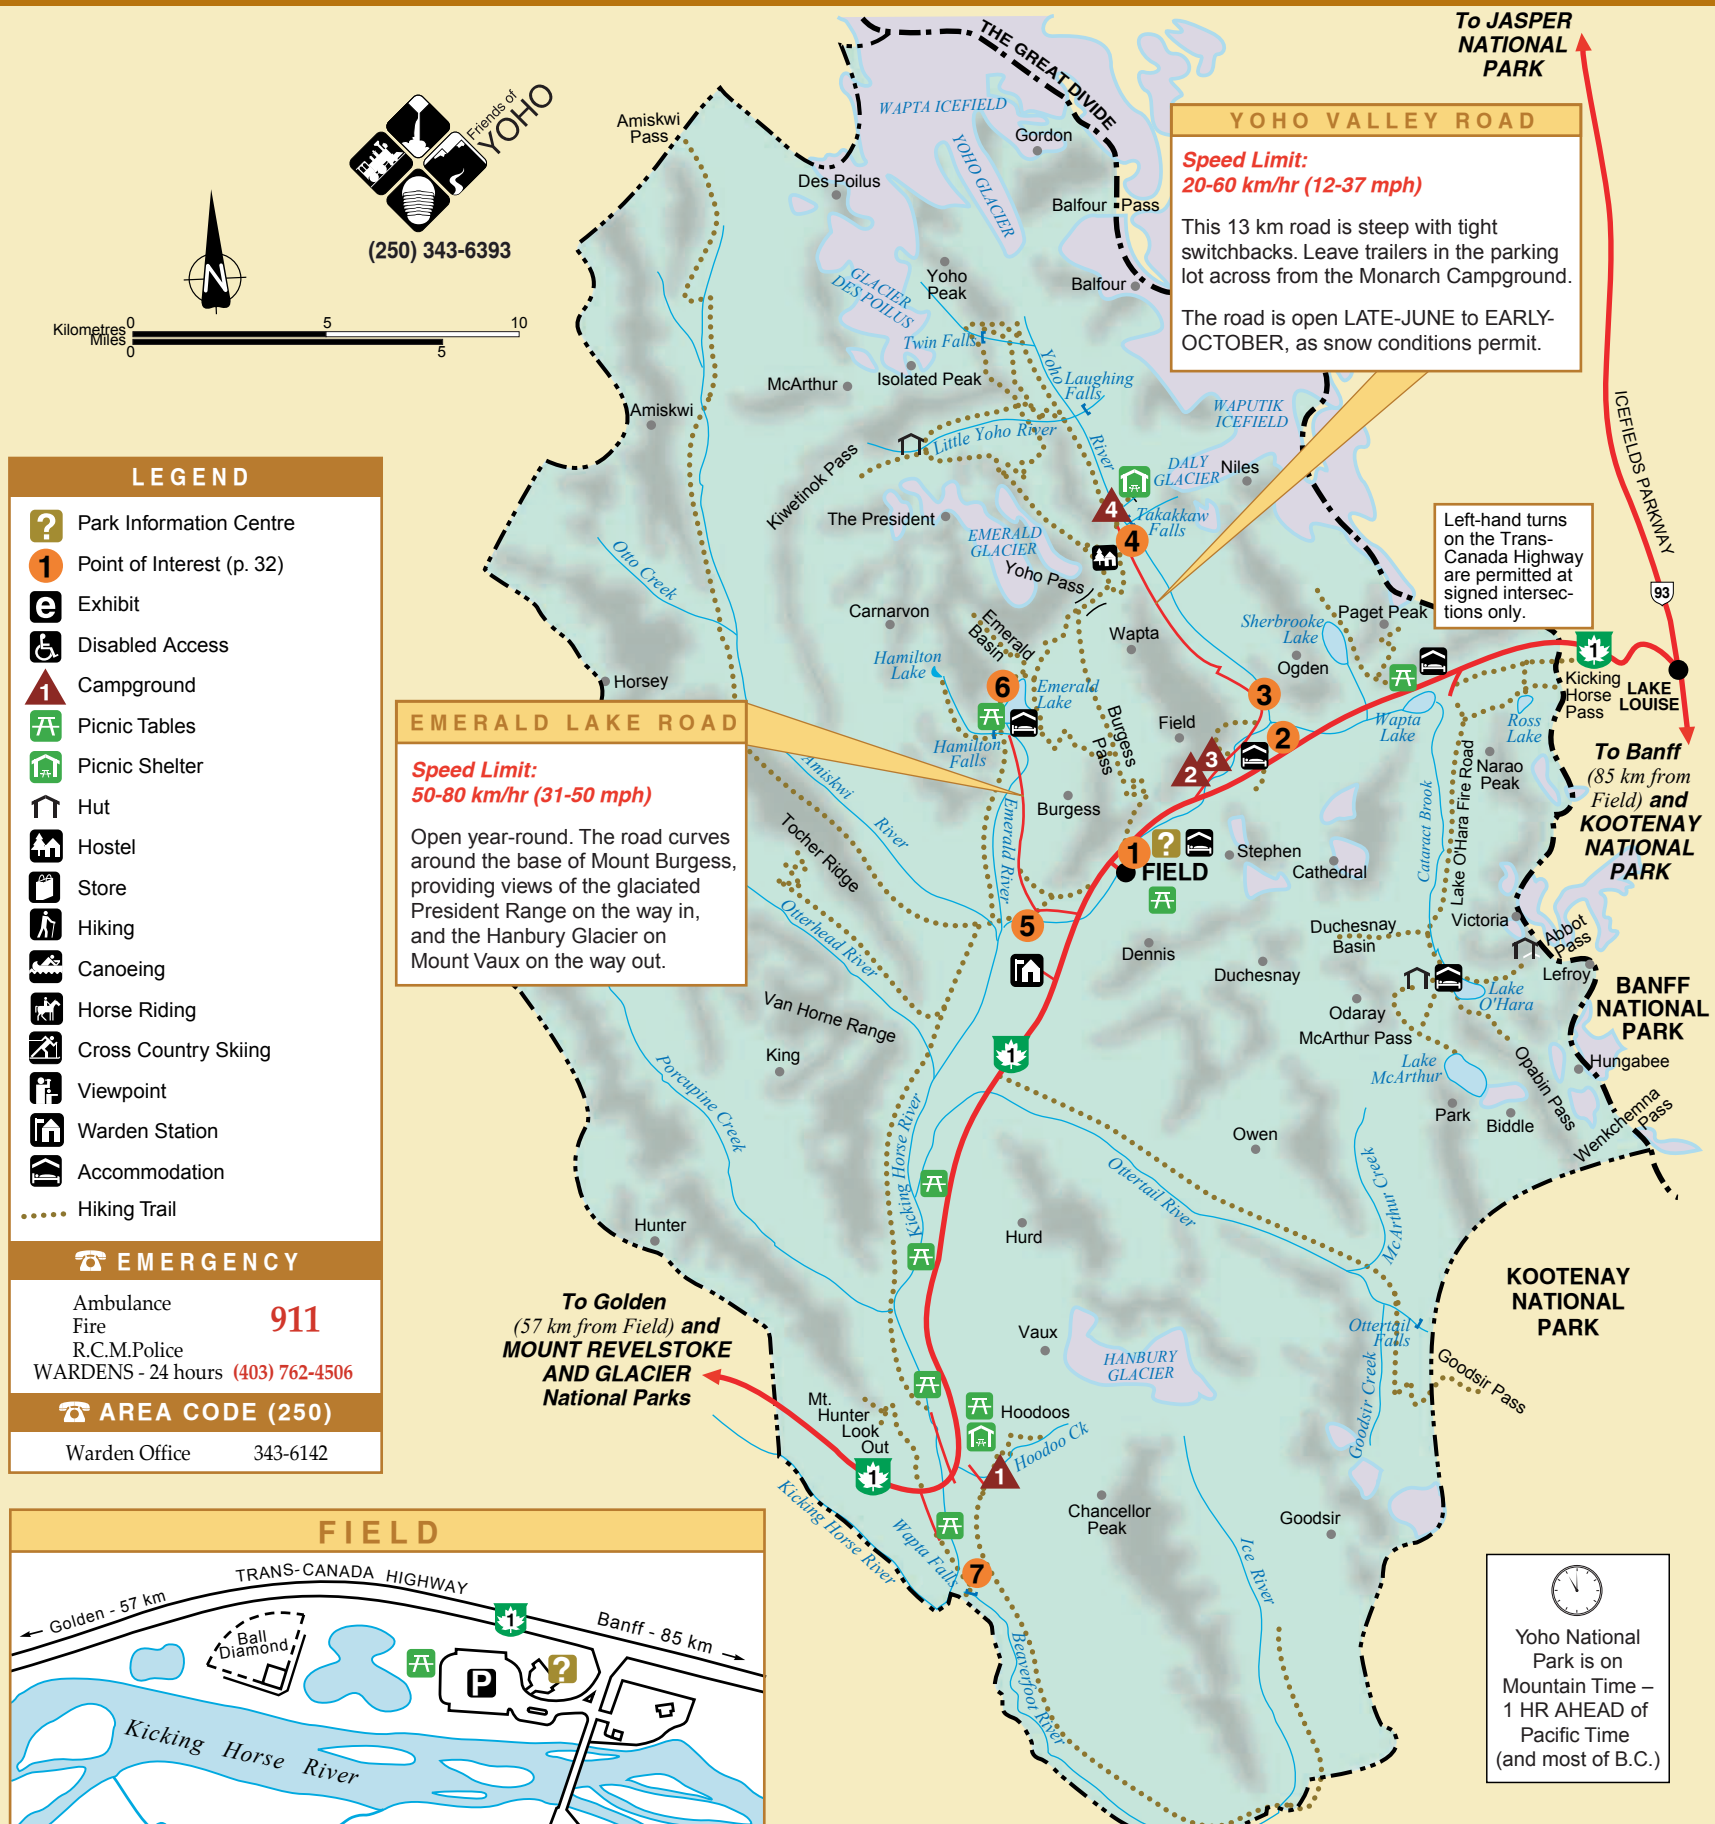 To JASPER
NATIONAL
PARK
THE GREAT DIVIDE
Friends of
YOHO
(250) 343-6393
N
Kilometres 0 5 10
Miles
0 5
Amiskwi
Pass
WAPTA ICEFIELD
Gordon
YOHO GLACIER
Des Poilus
Balfour Pass
Balfour
Yoho
Peak
GLACIER
DES POILUS
Twin Falls
Isolated Peak
McArthur
Yoho
River
Laughing
Falls
Amiskwi
Little Yoho River
Kiwetinok Pass
WAPUTIK
ICEFIELD
DALY
GLACIER
Niles
The President
EMERALD
GLACIER
Takakkaw
Falls
4
4
Yoho Pass
Otto Creek
YOHO VALLEY ROAD
Speed Limit:
20-60 km/hr (12-37 mph)
This 13 km road is steep with tight
switchbacks. Leave trailers in the parking
lot across from the Monarch Campground.
The road is open LATE-JUNE to EARLY-
OCTOBER, as snow conditions permit.
ICEFIELDS PARKWAY
93
Left-hand turns
on the Trans-
Canada Highway
are permitted at
signed intersec-
tions only.
LEGEND
? Park Information Centre
1 Point of Interest (p. 32)
e Exhibit
Disabled Access
1 Campground
Picnic Tables
Picnic Shelter
Hut
Hostel
Store
Hiking
Canoeing
Horse Riding
Cross Country Skiing
Viewpoint
Warden Station
Accommodation
Hiking Trail
EMERGENCY
Ambulance
Fire
911
R.C.M.Police
WARDENS - 24 hours (403) 762-4506
AREA CODE (250)
Warden Office 343-6142
Carnarvon
Emerald
Basin
Wapta
Sherbrooke
Lake
Paget Peak
Ogden
Hamilton
Lake
6
Emerald
Lake
Horsey
3
1
Kicking
Horse
Pass
LAKE
LOUISE
Wapta
Lake
Ross
Lake
Field
2
Burgess
Pass
Hamilton
Falls
3
2
Narao
Peak
To Banff
(85 km from
Field) and
KOOTENAY
NATIONAL
PARK
EMERALD LAKE ROAD
Speed Limit:
50-80 km/hr (31-50 mph)
Open year-round. The road curves
around the base of Mount Burgess,
providing views of the glaciated
President Range on the way in,
and the Hanbury Glacier on
Mount Vaux on the way out.
Amiskwi
River
Emerald River
Burgess
Tocher Ridge
1
?
FIELD
Stephen
Cathedral
Cataract Brook
Lake O'Hara Fire Road
Otterhead River
5
Dennis
Duchesnay
Duchesnay
Basin
Victoria
Abbot
Pass
Lefroy
BANFF
NATIONAL
PARK
Van Horne Range
King
1
Odaray
McArthur Pass
Lake
O'Hara
Lake
McArthur
Hungabee
Opabin Pass
Park
Biddle
Wenkchemna
Pass
Porcupine Creek
Kicking Horse River
Owen
Ottertail River
McArthur Creek
Hunter
Hurd
KOOTENAY
NATIONAL
PARK
To Golden
(57 km from Field) and
MOUNT REVELSTOKE
AND GLACIER
National Parks
Vaux
HANBURY
GLACIER
Ottertail
Falls
Goodsir Creek
Goodsir Pass
Mt.
Hunter
Look
Out
1
Hoodoos
Hoodoo Ck
1
Chancellor
Peak
Goodsir
Kicking Horse River
Wapta Falls
7
Ice River
Beaverfoot River
FIELD
TRANS-CANADA HIGHWAY
Golden - 57 km
1
Banff - 85 km
Ball
Diamond
P
?
Kicking Horse River
Yoho National
Park is on
Mountain Time –
1 HR AHEAD of
Pacific Time
(and most of B.C.)